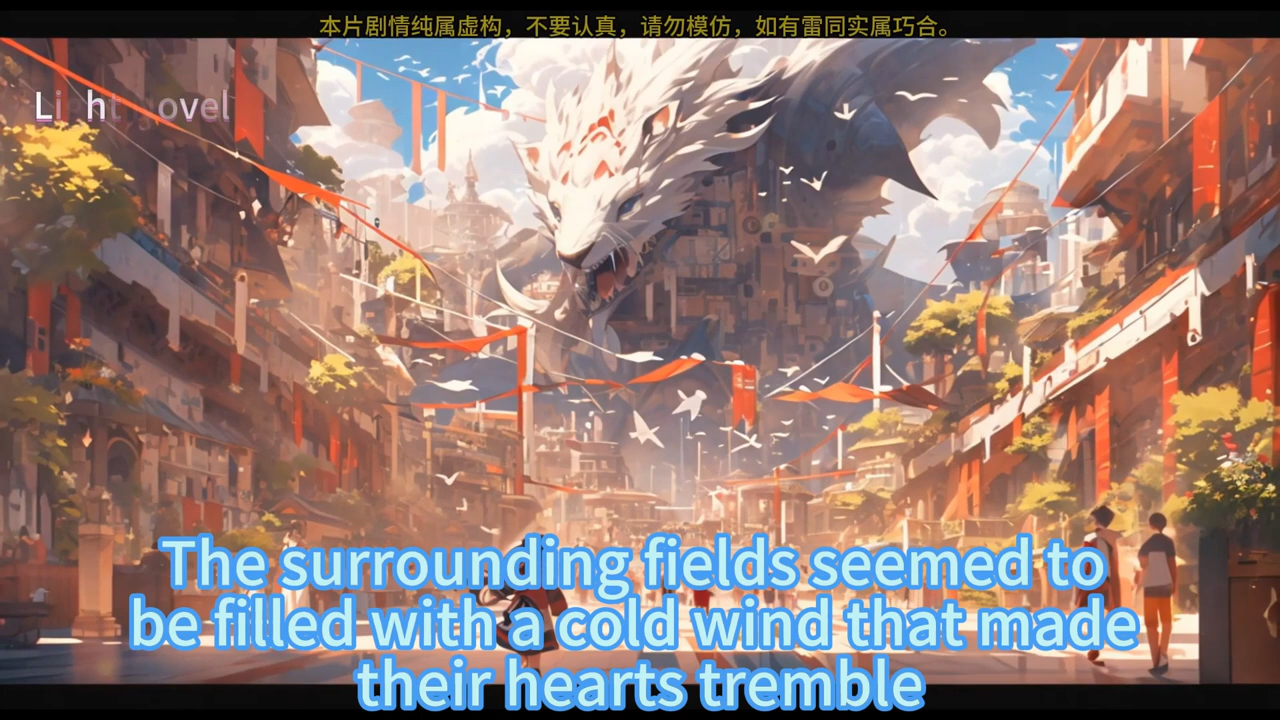 本片剧情纯属虚构，不要认真，请勿模仿，如有雷同实属巧合。
Light novel
The surrounding fields seemed to
be filled with a cold wind that made
their hearts tremble